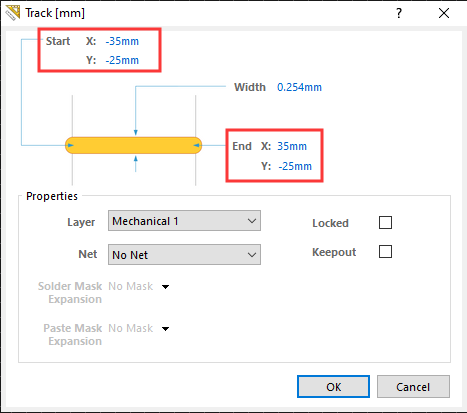 Track [mm]
Start X: -35mm
Y: -25mm
Width 0.254mm
End X: 35mm
Y: -25mm
Properties
Layer Mechanical 1 Locked
Net No Net Keepout
Solder Mask Expansion No Mask
Paste Mask Expansion No Mask
OK Cancel